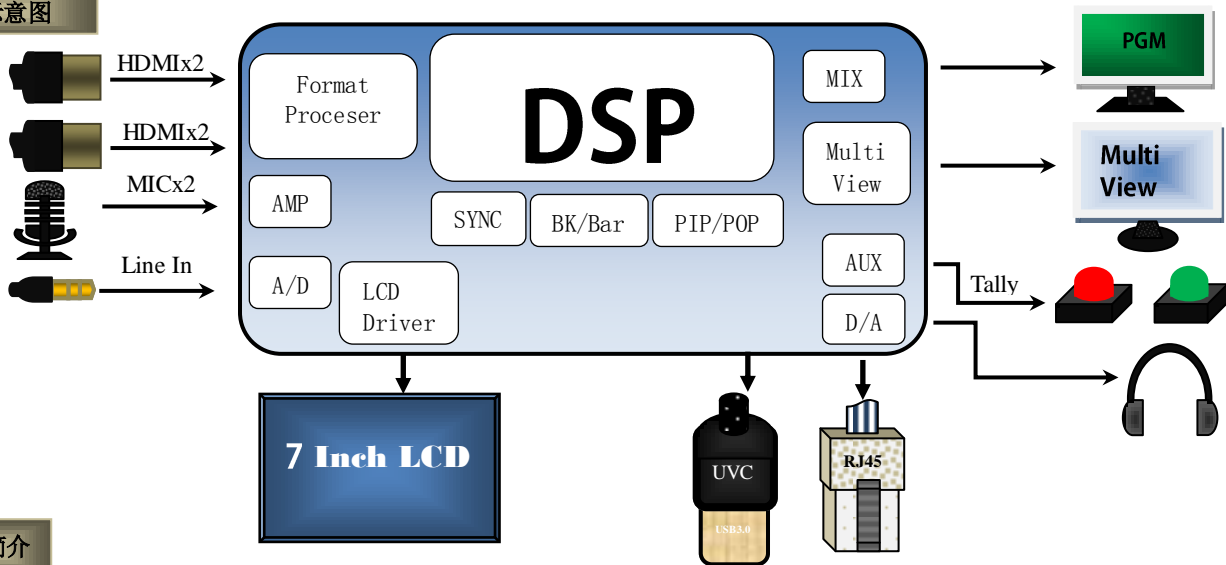 意图
HDMIx2
HDMIx2
MICx2
Line In
Format
Proceser
AMP
A/D
LCD
Driver
DSP
SYNC
BK/Bar
PIP/POP
MIX
Multi
View
AUX
D/A
PGM
Multi
View
Tally
7 Inch LCD
UVC
USB3.0
RJ45
简介